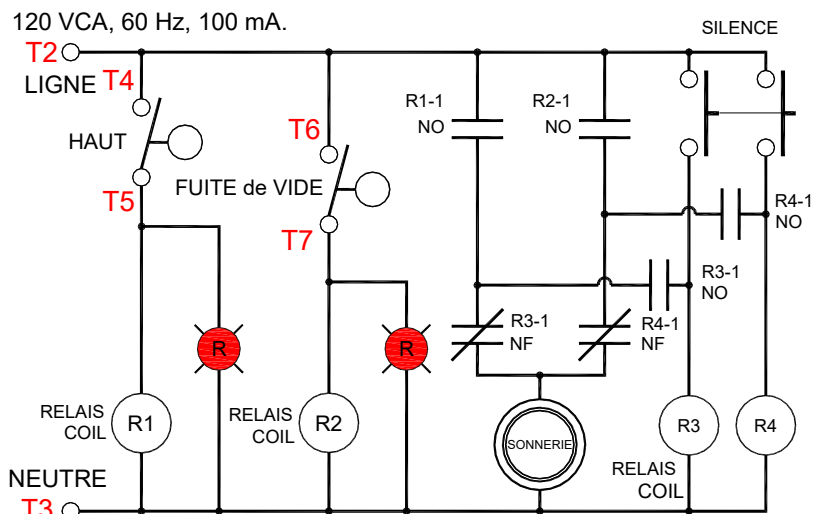 120 VCA, 60 Hz, 100 mA.
T2
SILENCE
LIGNE
T4
R1-1
NO
R2-1
NO
HAUT
T6
T5
FUITE de VIDE
T7
R4-1
NO
R3-1
NO
R3-1
NF
R4-1
NF
R
R
RELAIS
COIL
R1
RELAIS
COIL
R2
SONNERIE
R3
R4
RELAIS
COIL
NEUTRE
T3